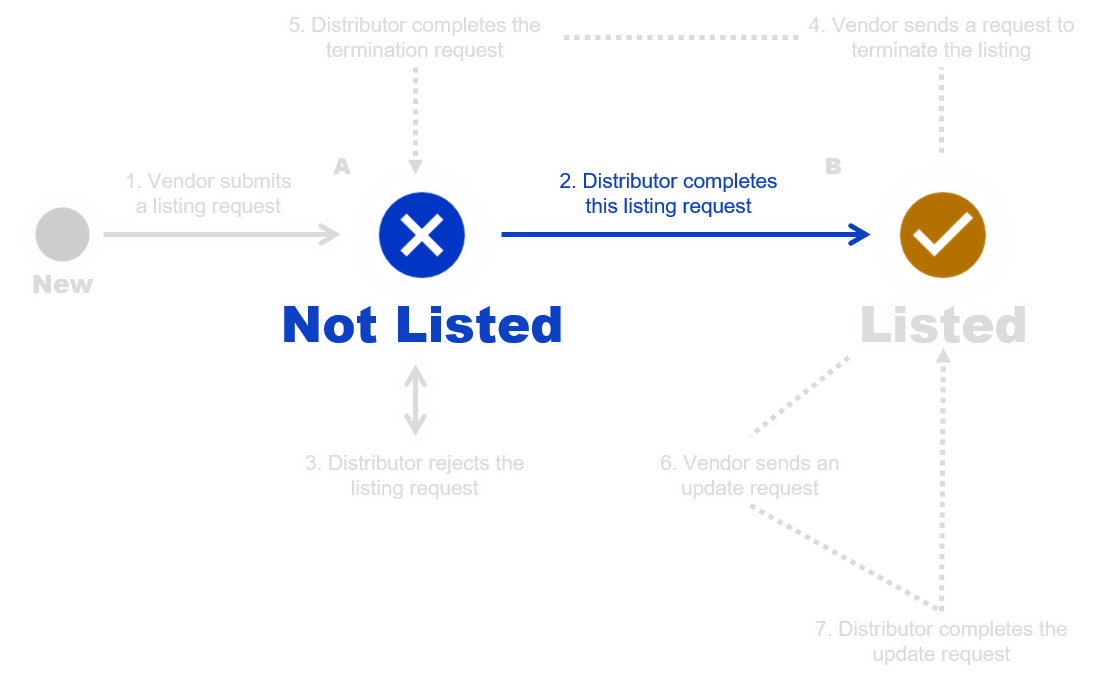 5. Distributor completes the
termination request
4. Vendor sends a request to
terminate the listing
A
B
1. Vendor submits
a listing request
2. Distributor completes
this listing request
New
Not Listed
Listed
3. Distributor rejects the
listing request
6. Vendor sends an
update request
7. Distributor completes the
update request